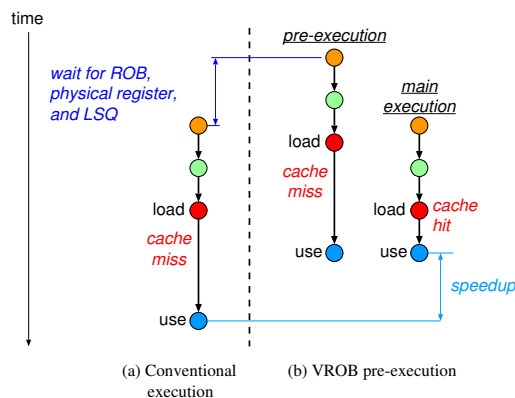 time
pre-execution
wait for ROB,
physical register,
and LSQ
main
execution
load
cache
miss
load
cache
miss
load
cache
hit
use
use
speedup
use
(a) Conventional
execution
(b) VROB pre-execution